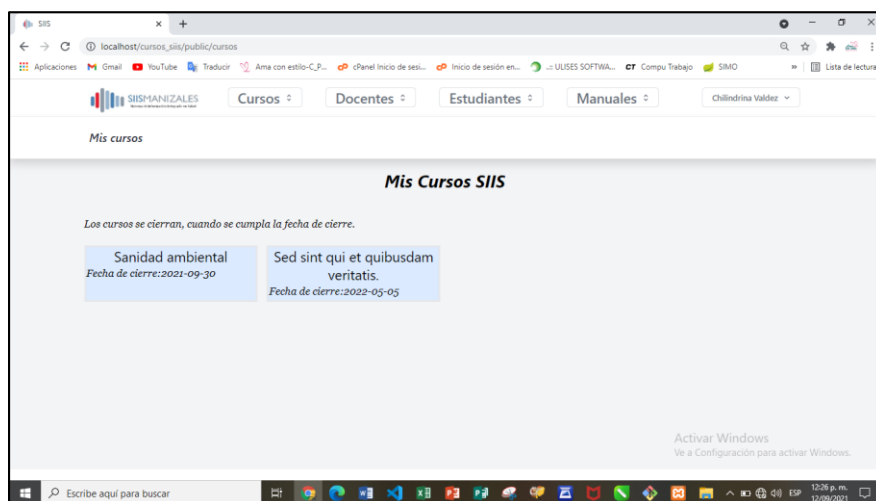 SIIS
localhost/cursos_siis/public/cursos
Aplicaciones Gmail YouTube Traducir Ama con estilo-C_P... cPanel Inicio de sesi... Inicio de sesión en... ..:: ULISES SOFTWA... CT Compu Trabajo SIMO » Lista de lectura
SIISMANIZALES Cursos Docentes Estudiantes Manuales Chilindrina Valdez
Mis cursos
Mis Cursos SIIS
Los cursos se cierran, cuando se cumpla la fecha de cierre.
Sanidad ambiental
Fecha de cierre:2021-09-30
Sed sint qui et quibusdam
veritatis.
Fecha de cierre:2022-05-05
Activar Windows
Ve a Configuración para activar Windows.
Escribe aquí para buscar
ESP
12:26 p. m.
12/09/2021